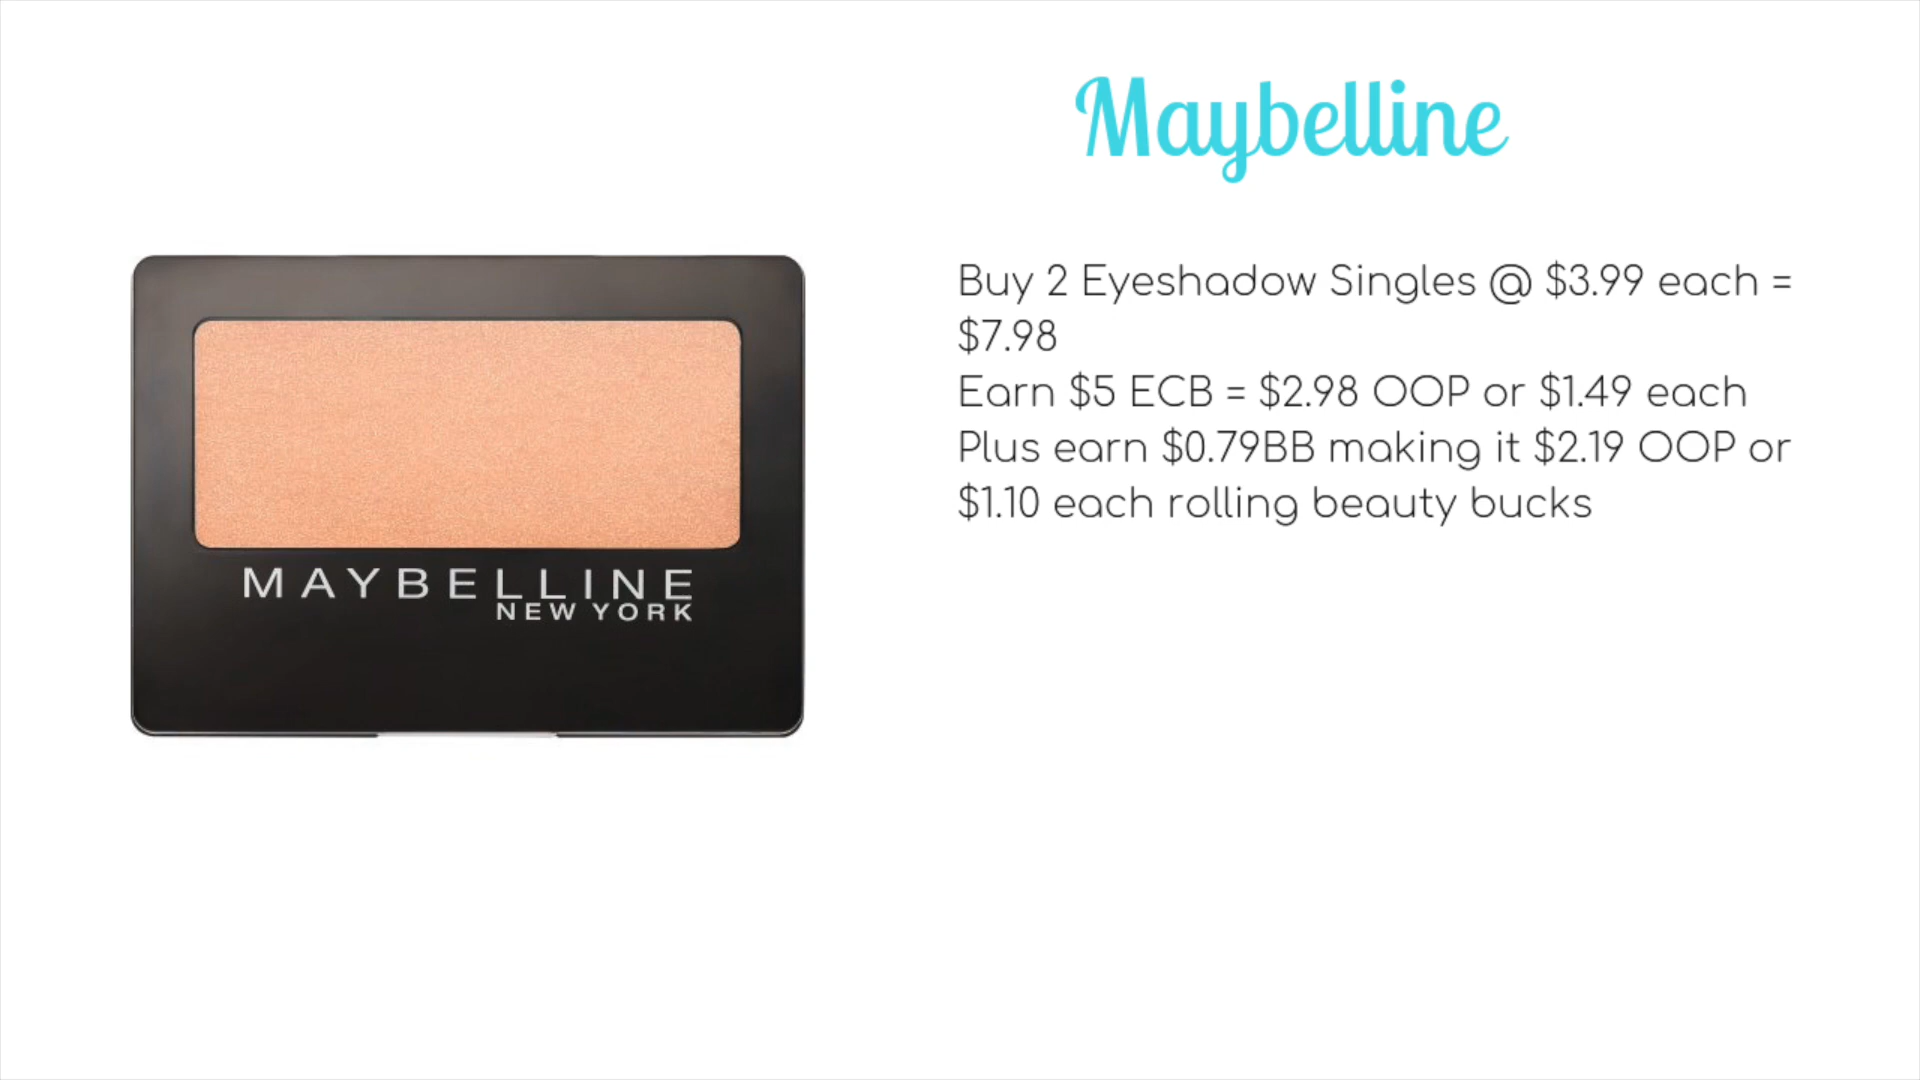 Maybelline
Buy 2 Eyeshadow Singles @ $3.99 each =
$7.98
Earn $5 ECB = $2.98 OOP or $1.49 each
Plus earn $0.79BB making it $2.19 OOP or
$1.10 each rolling beauty bucks
MAYBELLINE
NEW YORK